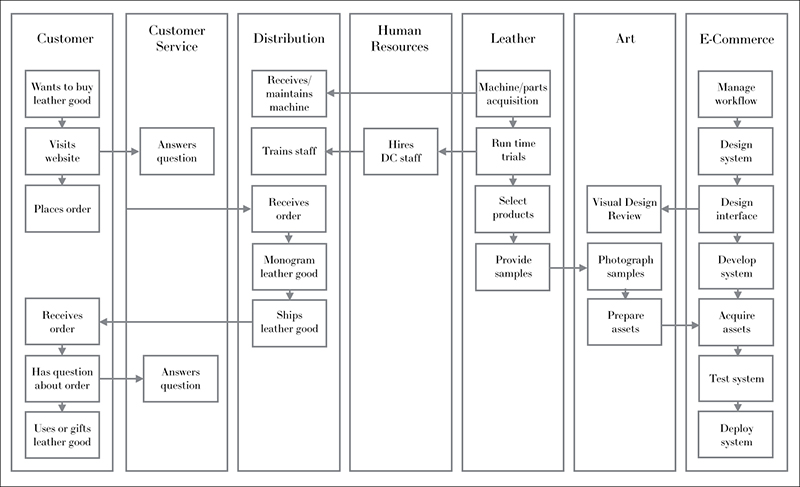 Customer
Customer
Service
Distribution
Human
Resources
Leather
Art
E-Commerce
Wants to buy
leather good
Visits
website
Places order
Receives
order
Has question
about order
Uses or gifts
leather good
Answers
question
Answers
question
Receives/
maintains
machine
Trains staff
Receives
order
Monogram
leather good
Ships
leather good
Hires
DC staff
Machine/parts
acquisition
Run time
trials
Select
products
Provide
samples
Visual Design
Review
Photograph
samples
Prepare
assets
Manage
workflow
Design
system
Design
interface
Develop
system
Acquire
assets
Test system
Deploy
system